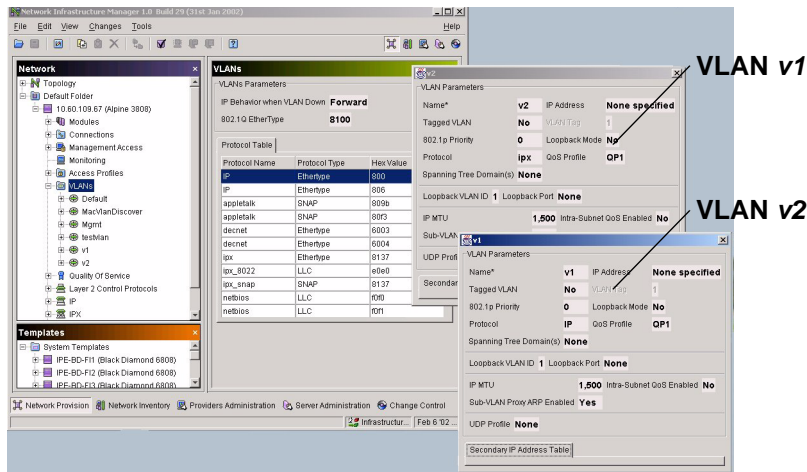 Network Infrastructure Manager 1.0 Build 29 (31st Jan 2002)
File Edit View Changes Tools Help
Network
Topology
Default Folder
10.60.109.67 (Alpine 3808)
Modules
Connections
Management Access
Monitoring
Access Profiles
VLANs
Default
MacVlanDiscover
Mgmt
testvlan
v1
v2
Quality Of Service
Layer 2 Control Protocols
IP
IPX
Templates
System Templates
IPE-BD-FI1 (Black Diamond 6808)
IPE-BD-FI2 (Black Diamond 6808)
IPE-BD-FI3 (Black Diamond 6808)
VLANs
VLANs Parameters
IP Behavior when VLAN Down Forward
802.1Q EtherType 8100
Protocol Table
Protocol Name Protocol Type Hex Value
IP Ethertype 800
IP Ethertype 806
appletalk SNAP 809b
appletalk SNAP 80f3
decnet Ethertype 6003
decnet Ethertype 6004
ipx Ethertype 8137
ipx_8022 LLC e0e0
ipx_snap SNAP 8137
netbios LLC f0f0
netbios LLC f0f1
v2
VLAN Parameters
Name* v2 IP Address None specified
Tagged VLAN No VLAN Tag 1
802.1p Priority 0 Loopback Mode No
Protocol ipx QoS Profile QP1
Spanning Tree Domain(s) None
Loopback VLAN ID 1 Loopback Port None
IP MTU 1,500 Intra-Subnet QoS Enabled No
Sub-VLAN
UDP Profi
Secondar
v1
VLAN Parameters
Name* v1 IP Address None specified
Tagged VLAN No VLAN Tag 1
802.1p Priority 0 Loopback Mode No
Protocol IP QoS Profile QP1
Spanning Tree Domain(s) None
Loopback VLAN ID 1 Loopback Port None
IP MTU 1,500 Intra-Subnet QoS Enabled No
Sub-VLAN Proxy ARP Enabled Yes
UDP Profile None
Secondary IP Address Table
VLAN v1
VLAN v2
Network Provision Network Inventory Providers Administration Server Administration Change Control
Infrastructur... Feb 6 '02 ...